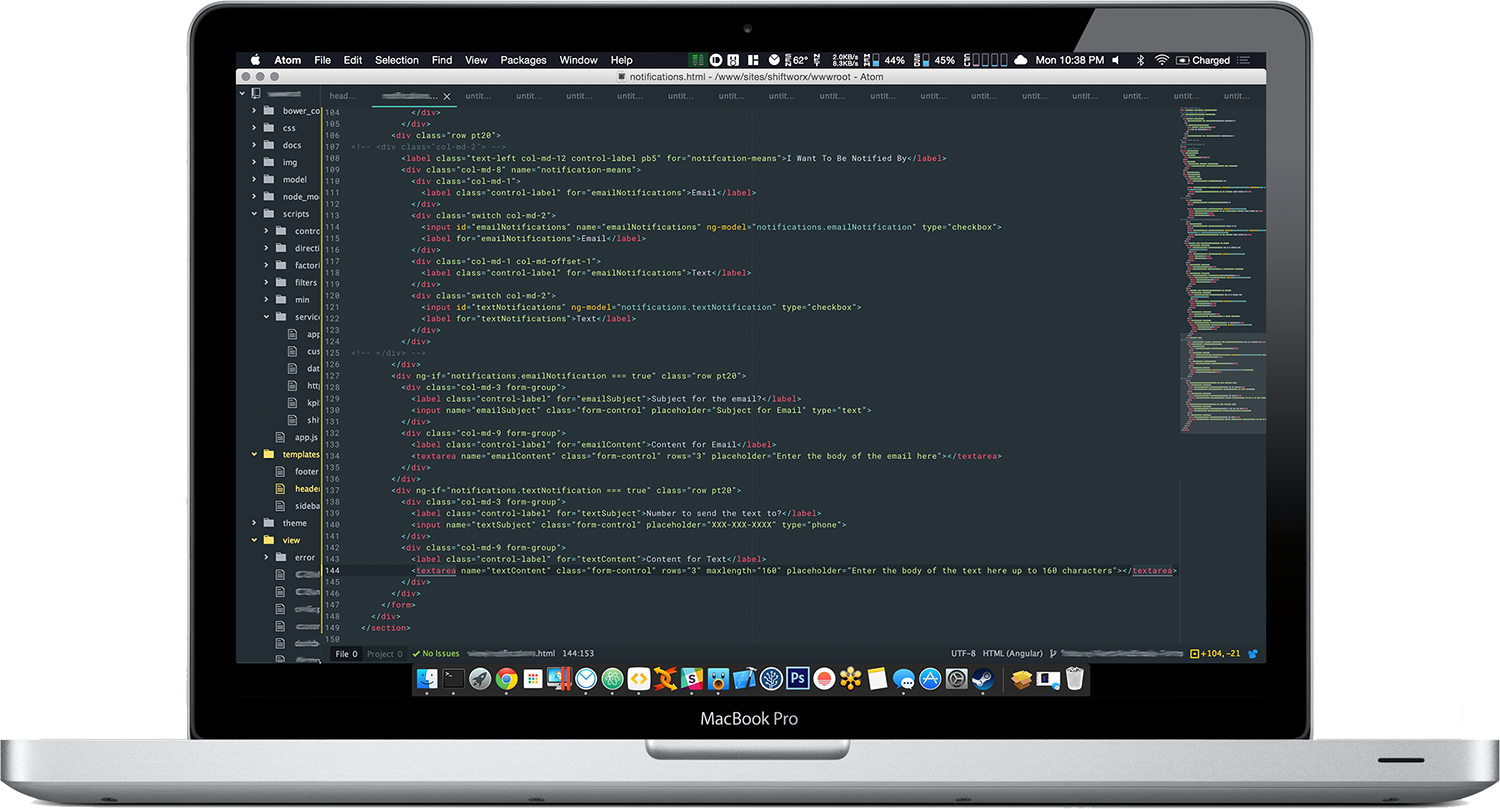 Atom File Edit Selection Find View Packages Window Help 62° 2.0KB/s 8.3KB/s 44% 45% Mon 10:38 PM Charged
notifications.html - /www/sites/shiftworx/wwwroot - Atom
head... untit... untit... untit... untit... untit... untit... untit... untit... untit... untit... untit... untit... untit... untit... untit... untit...
bower_co
css
docs
img
model
node_mo
scripts
contro
directi
factori
filters
min
service
app
cus
dat
http
kpi
shi
app.js
templates
footer
header
sideba
theme
view
error
104 </div>
105 </div>
106 <div class="row pt20">
107 <!-- <div class="col-md-2"> -->
108 <label class="text-left col-md-12 control-label pb5" for="notifcation-means">I Want To Be Notified By</label>
109 <div class="col-md-8" name="notification-means">
110 <div class="col-md-1">
111 <label class="control-label" for="emailNotifications">Email</label>
112 </div>
113 <div class="switch col-md-2">
114 <input id="emailNotifications" name="emailNotifications" ng-model="notifications.emailNotification" type="checkbox">
115 <label for="emailNotifications">Email</label>
116 </div>
117 <div class="col-md-1 col-md-offset-1">
118 <label class="control-label" for="emailNotifications">Text</label>
119 </div>
120 <div class="switch col-md-2">
121 <input id="textNotifications" ng-model="notifications.textNotification" type="checkbox">
122 <label for="textNotifications">Text</label>
123 </div>
124 </div>
125 <!-- </div> -->
126 </div>
127 <div ng-if="notifications.emailNotification === true" class="row pt20">
128 <div class="col-md-3 form-group">
129 <label class="control-label" for="emailSubject">Subject for the email?</label>
130 <input name="emailSubject" class="form-control" placeholder="Subject for Email" type="text">
131 </div>
132 <div class="col-md-9 form-group">
133 <label class="control-label" for="emailContent">Content for Email</label>
134 <textarea name="emailContent" class="form-control" rows="3" placeholder="Enter the body of the email here"></textarea>
135 </div>
136 </div>
137 <div ng-if="notifications.textNotification === true" class="row pt20">
138 <div class="col-md-3 form-group">
139 <label class="control-label" for="textSubject">Number to send the text to?</label>
140 <input name="textSubject" class="form-control" placeholder="XXX-XXX-XXXX" type="phone">
141 </div>
142 <div class="col-md-9 form-group">
143 <label class="control-label" for="textContent">Content for Text</label>
144 <textarea name="textContent" class="form-control" rows="3" maxlength="160" placeholder="Enter the body of the text here up to 160 characters"></textarea>
145 </div>
146 </div>
147 </form>
148 </div>
149 </section>
150
File 0 Project 0 No Issues .html 144:153 UTF-8 HTML (Angular) +104, -21
Ps
MacBook Pro